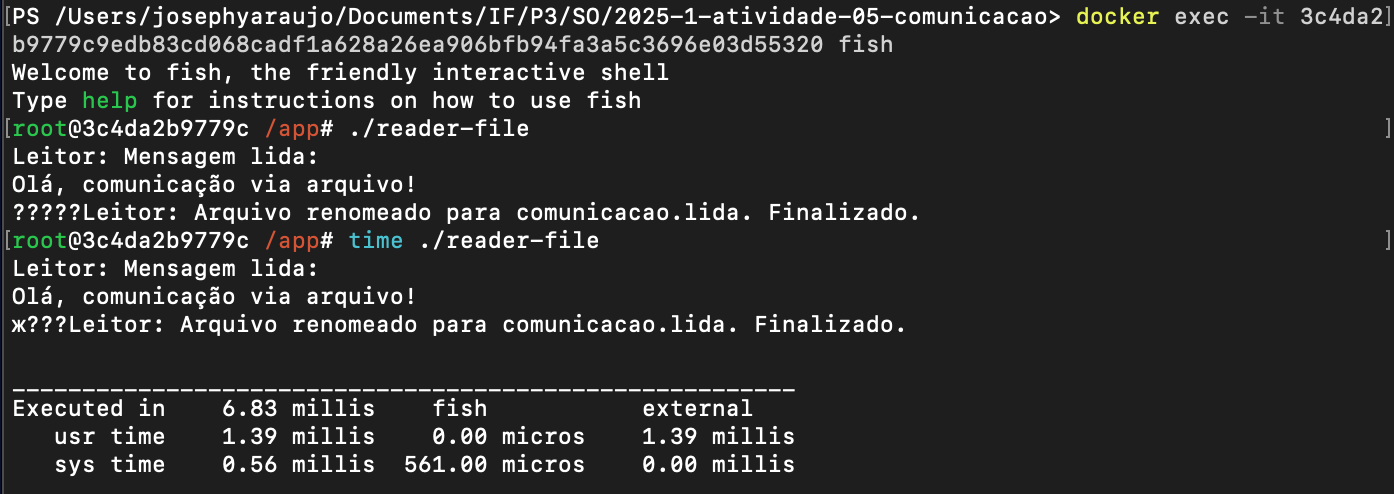 [PS /Users/josephyaraujo/Documents/IF/P3/SO/2025-1-atividade-05-comunicacao> docker exec -it 3c4da2]
b9779c9edb83cd068cadf1a628a26ea906bfb94fa3a5c3696e03d55320 fish
Welcome to fish, the friendly interactive shell
Type help for instructions on how to use fish
[root@3c4da2b9779c /app# ./reader-file ]
Leitor: Mensagem lida:
Olá, comunicação via arquivo!
?????Leitor: Arquivo renomeado para comunicacao.lida. Finalizado.
[root@3c4da2b9779c /app# time ./reader-file ]
Leitor: Mensagem lida:
Olá, comunicação via arquivo!
ж???Leitor: Arquivo renomeado para comunicacao.lida. Finalizado.
________________________________________________________
Executed in    6.83 millis    fish           external
   usr time    1.39 millis    0.00 micros    1.39 millis
   sys time    0.56 millis  561.00 micros    0.00 millis